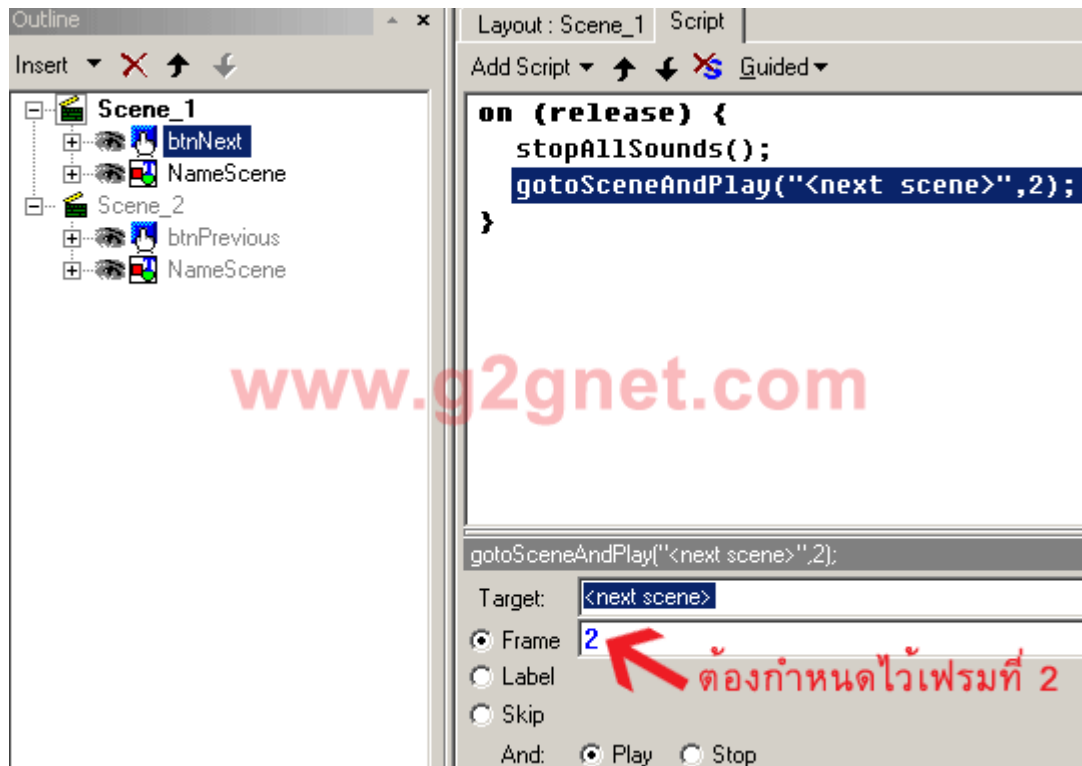 Outline
Insert
Scene_1
btnNext
NameScene
Scene_2
btnPrevious
NameScene
Layout : Scene_1 Script
Add Script Guided
on (release) {
stopAllSounds();
gotoSceneAndPlay("<next scene>",2);
}
www.g2gnet.com
gotoSceneAndPlay("<next scene>",2);
Target: <next scene>
Frame 2
ต้องกำหนดไว้เฟรมที่ 2
Label
Skip
And: Play Stop